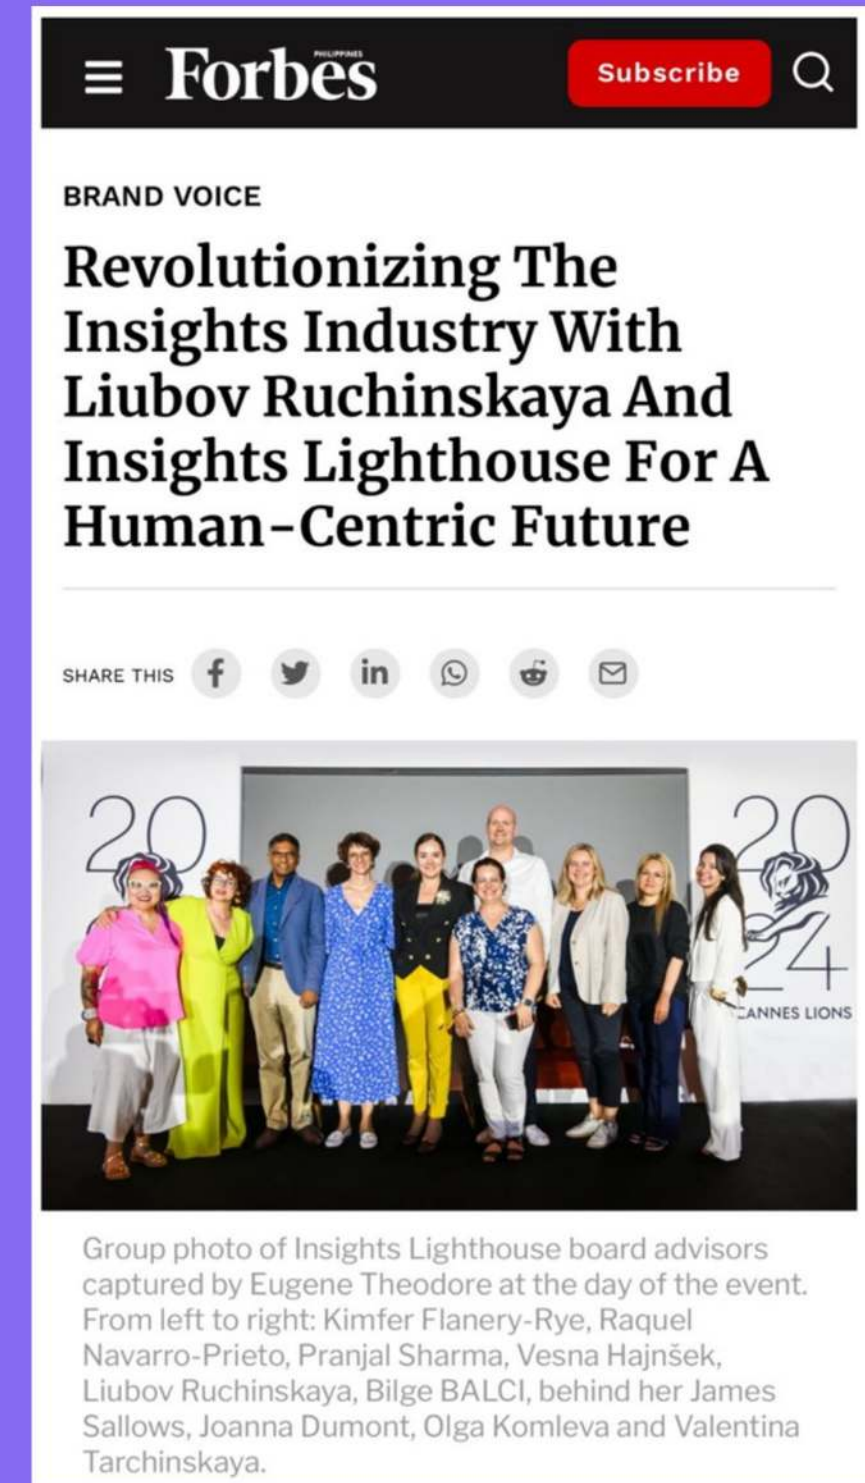 PHILIPPINES
Forbes
Subscribe
BRAND VOICE
Revolutionizing The
Insights Industry With
Liubov Ruchinskaya And
Insights Lighthouse For A
Human-Centric Future
SHARE THIS
20
20
24
CANNES LIONS
Group photo of Insights Lighthouse board advisors
captured by Eugene Theodore at the day of the event.
From left to right: Kimfer Flanery-Rye, Raquel
Navarro-Prieto, Pranjal Sharma, Vesna Hajnšek,
Liubov Ruchinskaya, Bilge BALCI, behind her James
Sallows, Joanna Dumont, Olga Komleva and Valentina
Tarchinskaya.